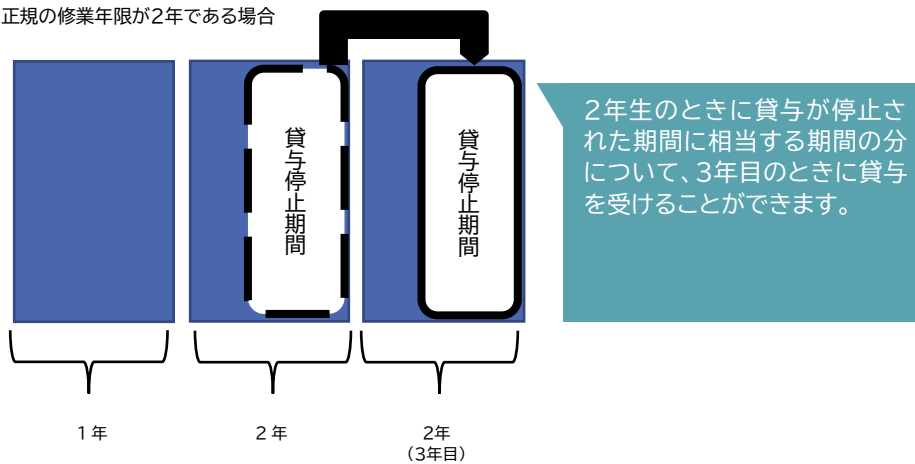 正規の修業年限が2年である場合
貸与停止期間
貸与停止期間
2年生のときに貸与が停止さ
れた期間に相当する期間の分
について、3年目のときに貸与
を受けることができます。
1年
2年
2年
（3年目）